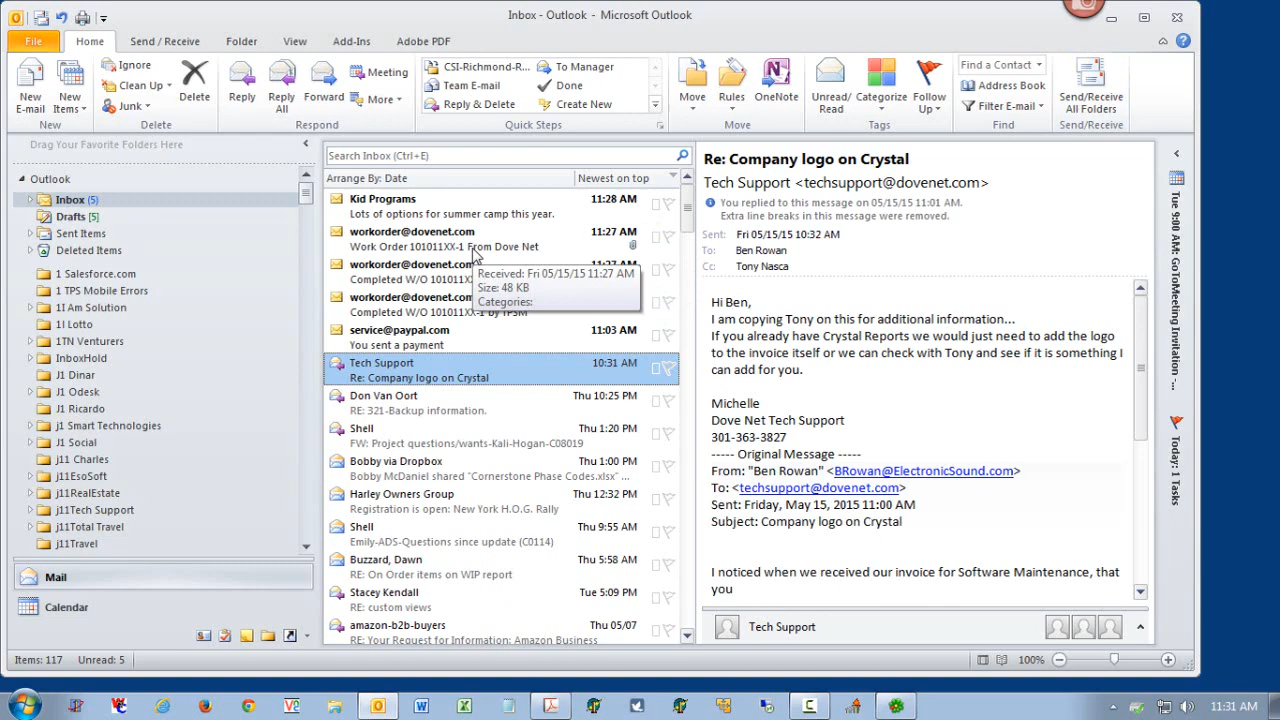 Inbox - Outlook - Microsoft Outlook
File Home Send / Receive Folder View Add-Ins Adobe PDF
New E-mail
New Items
Ignore
Clean Up
Junk
Delete
Reply
Reply All
Forward
Meeting
More
CSI-Richmond-R...
Team E-mail
Reply & Delete
To Manager
Done
Create New
Move
Rules
OneNote
Unread/ Read
Categorize
Follow Up
Find a Contact
Address Book
Filter E-mail
Send/Receive All Folders
New Delete Respond Quick Steps Move Tags Find Send/Receive
Drag Your Favorite Folders Here
Outlook
Inbox (5)
Drafts [5]
Sent Items
Deleted Items
1 Salesforce.com
1 TPS Mobile Errors
1I Am Solution
1I Lotto
1TN Venturers
InboxHold
J1 Dinar
J1 Odesk
J1 Ricardo
j1 Smart Technologies
J1 Social
j11 Charles
j11EsoSoft
j11RealEstate
j11Tech Support
j11Total Travel
j11Travel
Mail
Calendar
Search Inbox (Ctrl+E)
Arrange By: Date Newest on top
Kid Programs 11:28 AM
Lots of options for summer camp this year.
workorder@dovenet.com 11:27 AM
Work Order 101011XX-1 From Dove Net
workorder@dovenet.com
Completed W/O 101011XX
workorder@dovenet.com
Completed W/O 101011XX-1 by TPSM
Received: Fri 05/15/15 11:27 AM
Size: 48 KB
Categories:
service@paypal.com 11:03 AM
You sent a payment
Tech Support 10:31 AM
Re: Company logo on Crystal
Don Van Oort Thu 10:25 PM
RE: 321-Backup information.
Shell Thu 1:20 PM
FW: Project questions/wants-Kali-Hogan-C08019
Bobby via Dropbox Thu 1:00 PM
Bobby McDaniel shared "Cornerstone Phase Codes.xlsx" ...
Harley Owners Group Thu 12:32 PM
Registration is open: New York H.O.G. Rally
Shell Thu 9:55 AM
Emily-ADS-Questions since update (C0114)
Buzzard, Dawn Thu 5:58 AM
RE: On Order items on WIP report
Stacey Kendall Tue 5:09 PM
RE: custom views
amazon-b2b-buyers Thu 05/07
RE: Your Request for Information: Amazon Business
Re: Company logo on Crystal
Tech Support <techsupport@dovenet.com>
You replied to this message on 05/15/15 11:01 AM.
Extra line breaks in this message were removed.
Sent: Fri 05/15/15 10:32 AM
To: Ben Rowan
Cc: Tony Nasca
Hi Ben,
I am copying Tony on this for additional information...
If you already have Crystal Reports we would just need to add the logo
to the invoice itself or we can check with Tony and see if it is something I
can add for you.
Michelle
Dove Net Tech Support
301-363-3827
----- Original Message -----
From: "Ben Rowan" <BRowan@ElectronicSound.com>
To: <techsupport@dovenet.com>
Sent: Friday, May 15, 2015 11:00 AM
Subject: Company logo on Crystal
I noticed when we received our invoice for Software Maintenance, that
you
Tech Support
Tue 9:00 AM: GoToMeeting Invitation - ...
Today: 1 Tasks
Items: 117 Unread: 5
100%
11:31 AM